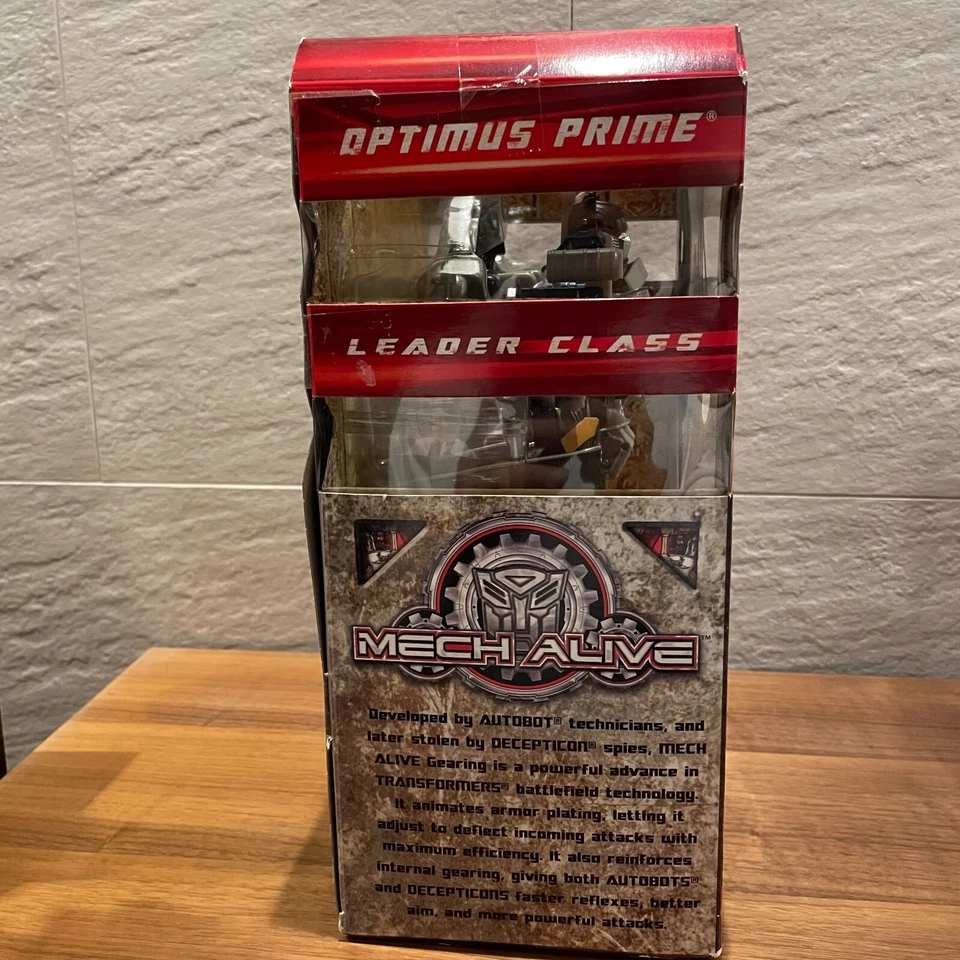 OPTIMUS PRIME®
LEADER CLASS
MECH ALIVE™
Developed by AUTOBOT® technicians, and
later stolen by DECEPTICON® spies, MECH
ALIVE Gearing is a powerful advance in
TRANSFORMERS® battlefield technology.
It animates armor plating, letting it
adjust to deflect incoming attacks with
maximum efficiency. It also reinforces
internal gearing, giving both AUTOBOTS®
and DECEPTICONS faster reflexes, better
aim, and more powerful attacks.